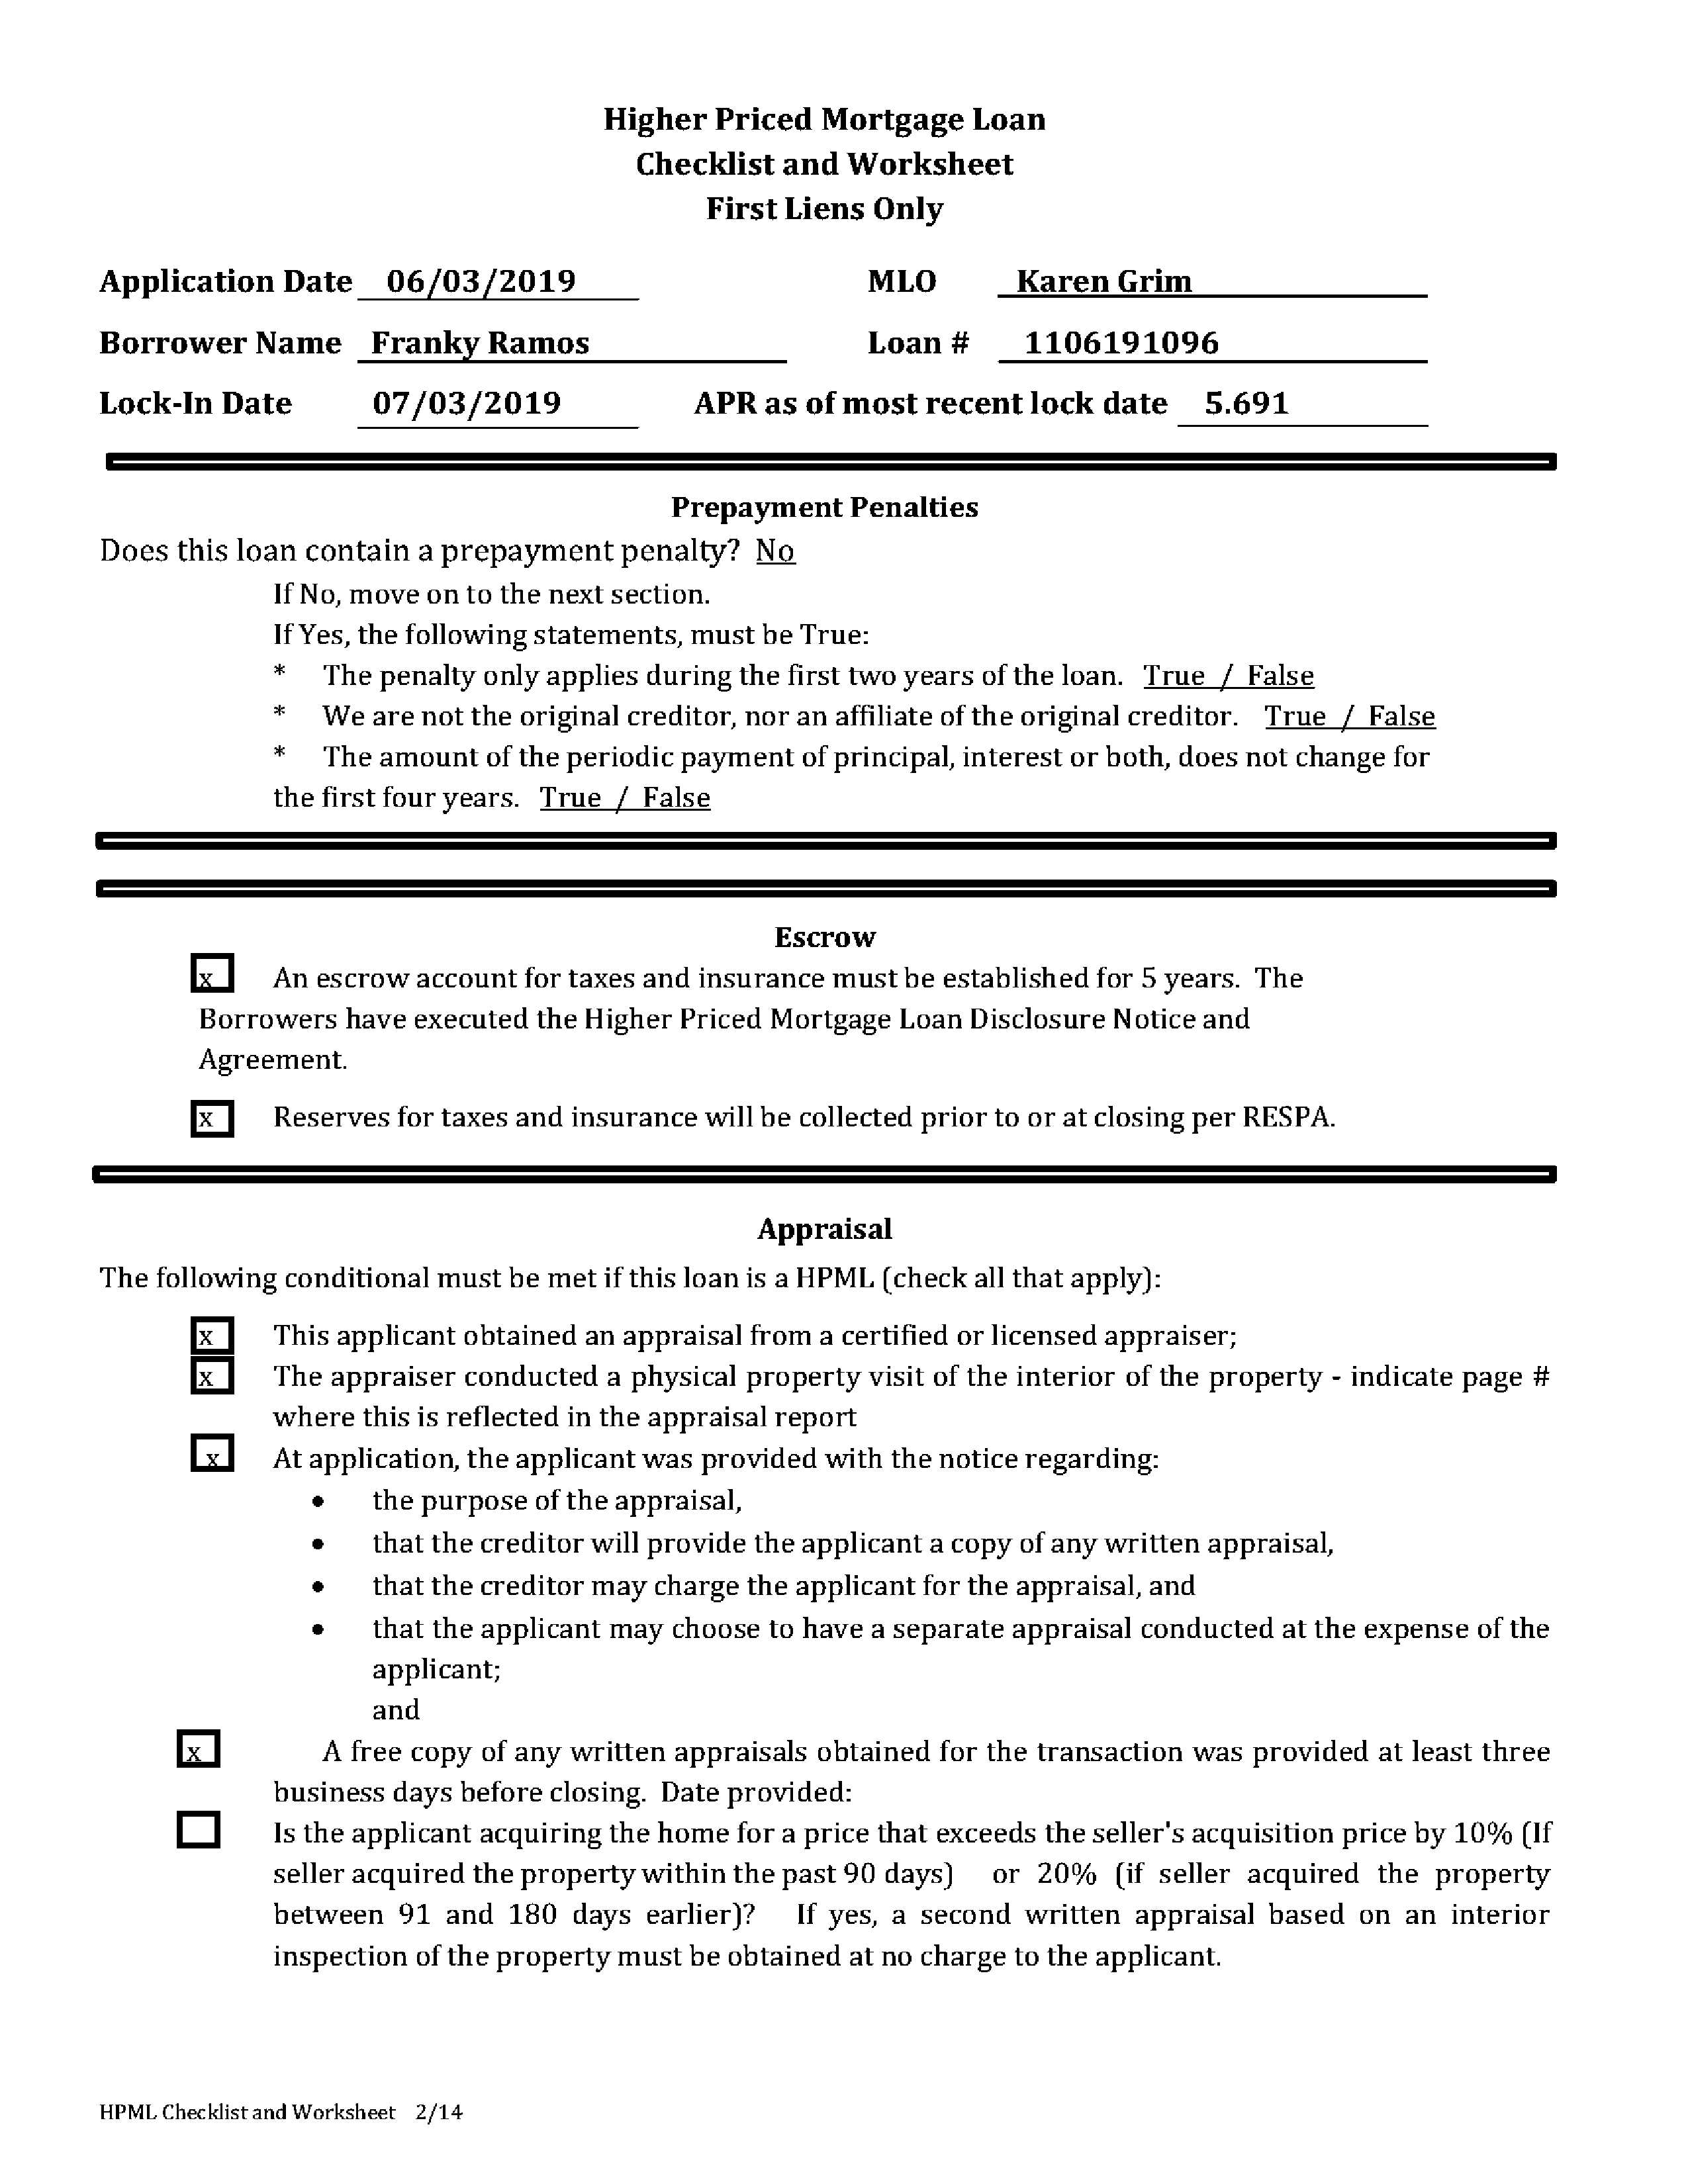 Higher Priced Mortgage Loan
Checklist and Worksheet
First Liens Only
Application Date 06/03/2019 MLO Karen Grim
Borrower Name Franky Ramos Loan # 1106191096
Lock-In Date 07/03/2019 APR as of most recent lock date 5.691
Prepayment Penalties
Does this loan contain a prepayment penalty? No
If No, move on to the next section.
If Yes, the following statements, must be True:
* The penalty only applies during the first two years of the loan. True / False
* We are not the original creditor, nor an affiliate of the original creditor. True / False
* The amount of the periodic payment of principal, interest or both, does not change for
the first four years. True / False
Escrow
x An escrow account for taxes and insurance must be established for 5 years. The
Borrowers have executed the Higher Priced Mortgage Loan Disclosure Notice and
Agreement.
x Reserves for taxes and insurance will be collected prior to or at closing per RESPA.
Appraisal
The following conditional must be met if this loan is a HPML (check all that apply):
x This applicant obtained an appraisal from a certified or licensed appraiser;
x The appraiser conducted a physical property visit of the interior of the property - indicate page #
where this is reflected in the appraisal report
x At application, the applicant was provided with the notice regarding:
• the purpose of the appraisal,
• that the creditor will provide the applicant a copy of any written appraisal,
• that the creditor may charge the applicant for the appraisal, and
• that the applicant may choose to have a separate appraisal conducted at the expense of the
applicant;
and
x A free copy of any written appraisals obtained for the transaction was provided at least three
business days before closing. Date provided:
Is the applicant acquiring the home for a price that exceeds the seller's acquisition price by 10% (If
seller acquired the property within the past 90 days) or 20% (if seller acquired the property
between 91 and 180 days earlier)? If yes, a second written appraisal based on an interior
inspection of the property must be obtained at no charge to the applicant.
HPML Checklist and Worksheet 2/14